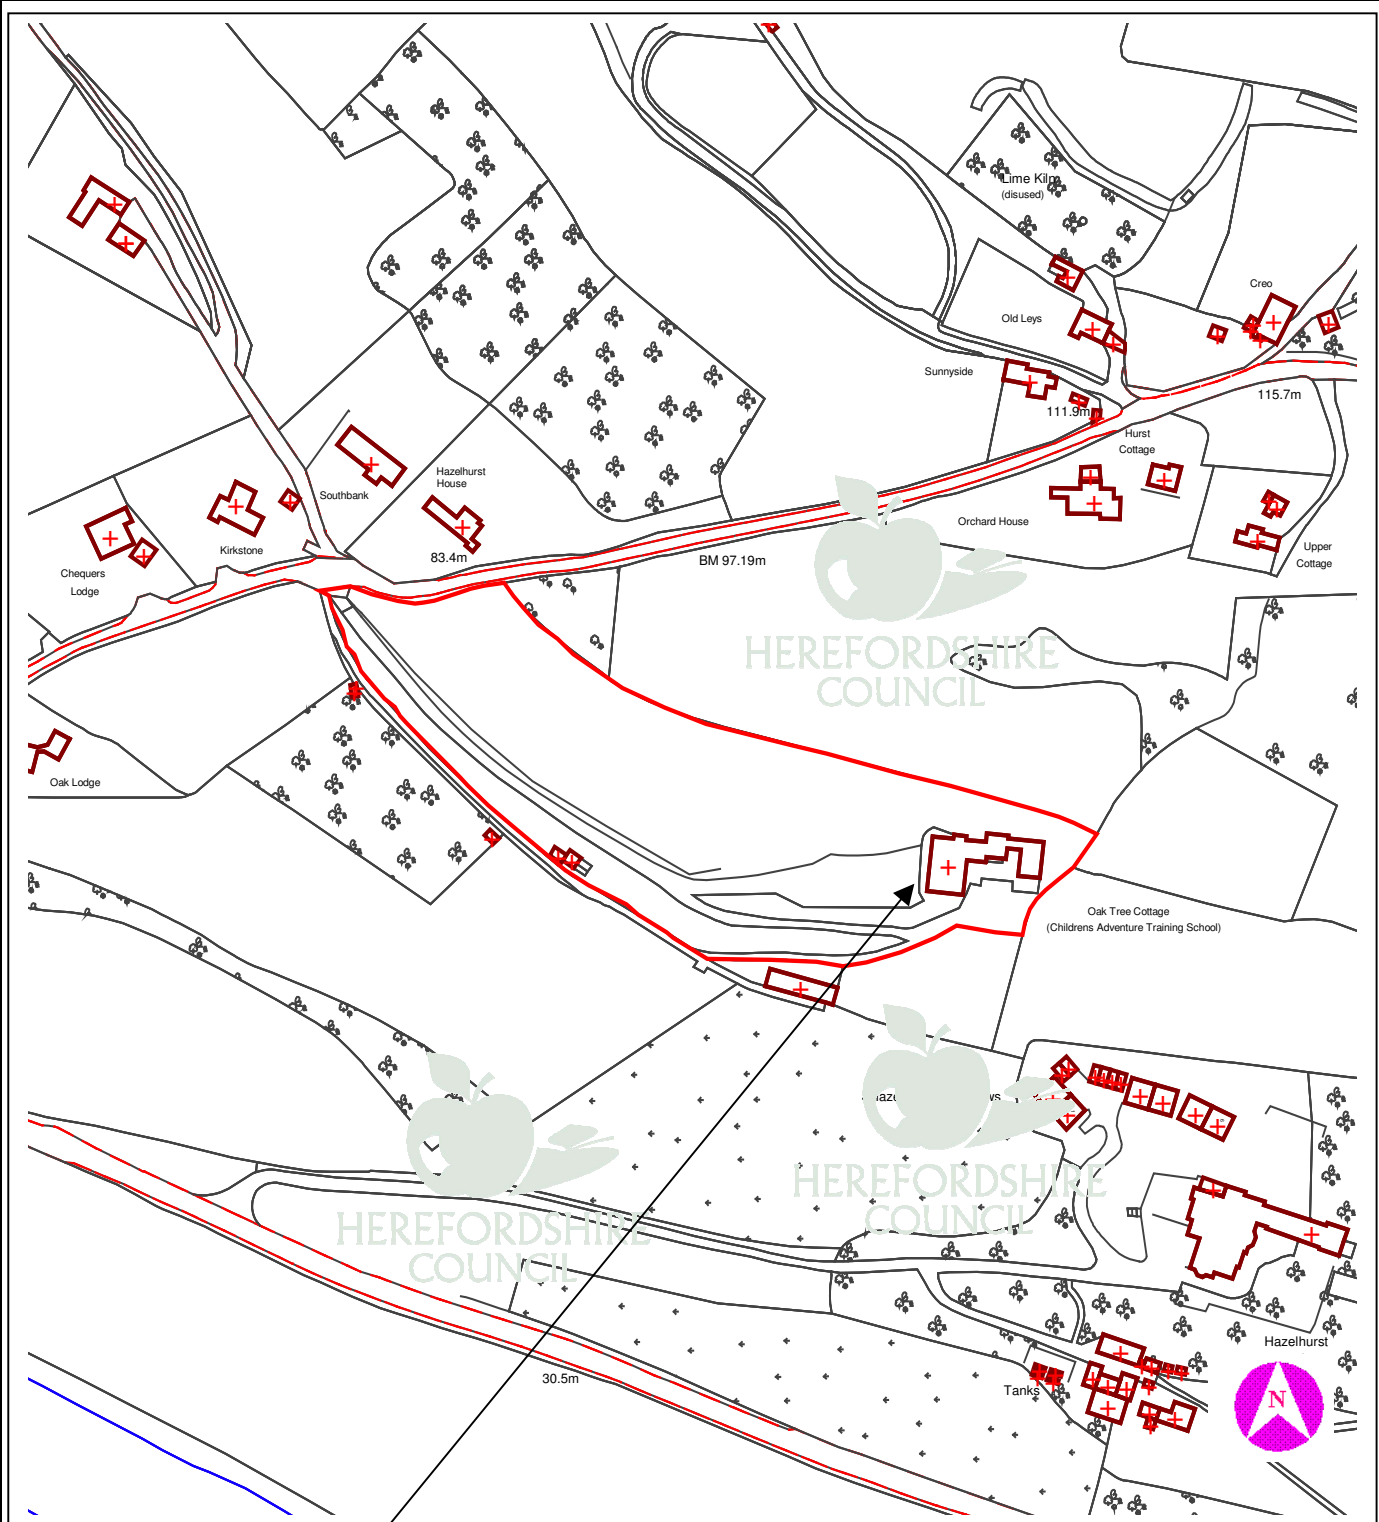 Lime Kiln
(disused)
Creo
Old Leys
Sunnyside
115.7m
111.9m
Hurst
Cottage
Hazelhurst
House
Southbank
Orchard House
Kirkstone
83.4m
BM 97.19m
Upper
Cottage
Chequers
Lodge
HEREFORDSHIRE
COUNCIL
Oak Lodge
Oak Tree Cottage
(Childrens Adventure Training School)
HEREFORDSHIRE
COUNCIL
HEREFORDSHIRE
COUNCIL
Hazelhurst
30.5m
Tanks
N